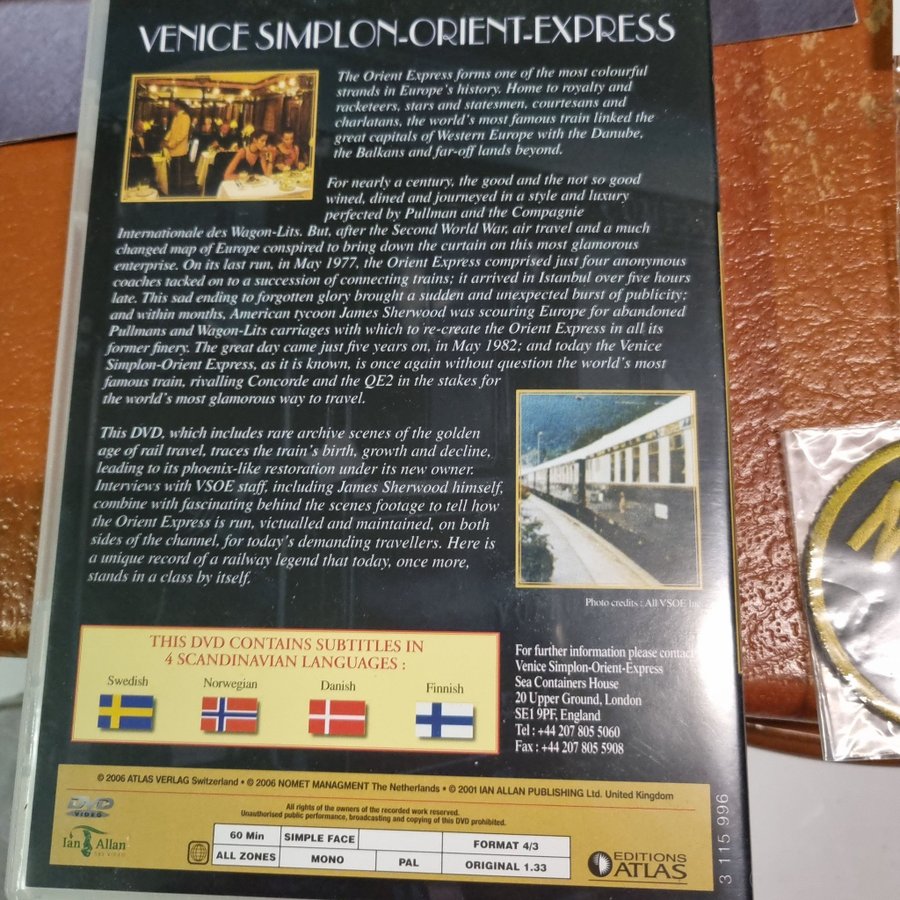 VENICE SIMPLON-ORIENT-EXPRESS
The Orient Express forms one of the most colourful
strands in Europe's history. Home to royalty and
racketeers, stars and statesmen, courtesans and
charlatans, the world's most famous train linked the
great capitals of Western Europe with the Danube,
the Balkans and far-off lands beyond.
For nearly a century, the good and the not so good
wined, dined and journeyed in a style and luxury
perfected by Pullman and the Compagnie
Internationale des Wagon-Lits. But, after the Second World War, air travel and a much
changed map of Europe conspired to bring down the curtain on this most glamorous
enterprise. On its last run, in May 1977, the Orient Express comprised just four anonymous
coaches tacked on to a succession of connecting trains; it arrived in Istanbul over five hours
late. This sad ending to forgotten glory brought a sudden and unexpected burst of publicity;
and within months, American tycoon James Sherwood was scouring Europe for abandoned
Pullmans and Wagon-Lits carriages with which to re-create the Orient Express in all its
former finery. The great day came just five years on, in May 1982; and today the Venice
Simplon-Orient Express, as it is known, is once again without question the world's most
famous train, rivalling Concorde and the QE2 in the stakes for
the world's most glamorous way to travel.
This DVD, which includes rare archive scenes of the golden
age of rail travel, traces the train's birth, growth and decline,
leading to its phoenix-like restoration under its new owner.
Interviews with VSOE staff, including James Sherwood himself,
combine with fascinating behind the scenes footage to tell how
the Orient Express is run, victualled and maintained, on both
sides of the channel, for today's demanding travellers. Here is
a unique record of a railway legend that today, once more,
stands in a class by itself.
Photo credits : All VSOE
THIS DVD CONTAINS SUBTITLES IN
4 SCANDINAVIAN LANGUAGES :
Swedish Norwegian Danish Finnish
For further information please contact
Venice Simplon-Orient-Express
Sea Containers House
20 Upper Ground, London
SE1 9PF, England
Tel : +44 207 805 5060
Fax : +44 207 805 5908
© 2006 ATLAS VERLAG Switzerland • © 2006 NOMET MANAGMENT The Netherlands • © 2001 IAN ALLAN PUBLISHING Ltd. United Kingdom
All rights of the owners of the recorded work reserved.
Unauthorised public performance, broadcasting and copying of this DVD prohibited.
DVD
VIDEO
Ian Allan
60 Min SIMPLE FACE FORMAT 4/3
ALL ZONES MONO PAL ORIGINAL 1.33
EDITIONS
ATLAS
3 115 996